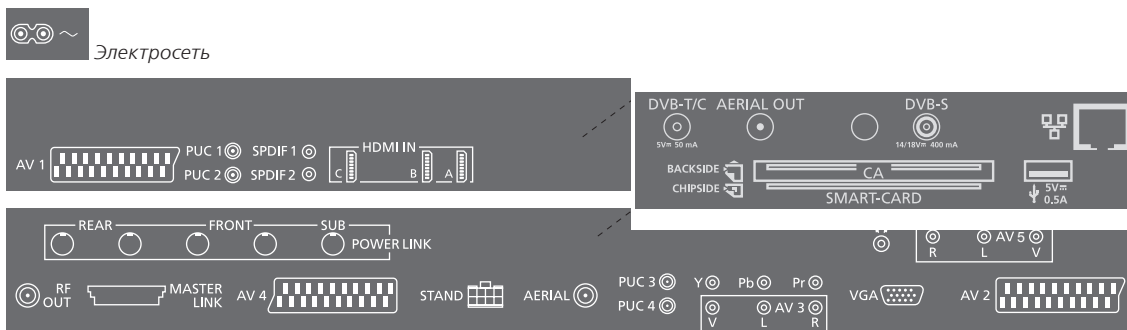 Электросеть
AV 1 PUC 1 SPDIF 1 HDMI IN
PUC 2 SPDIF 2 C B A
DVB-T/C AERIAL OUT DVB-S
5V⎓ 50 mA 14/18V⎓ 400 mA
BACKSIDE CA
CHIPSIDE SMART-CARD
5V⎓
0.5A
REAR FRONT SUB
POWER LINK
R L AV 5 V
RF OUT MASTER LINK AV 4 STAND AERIAL
PUC 3 Y Pb Pr
PUC 4 AV 3
V L R
VGA AV 2